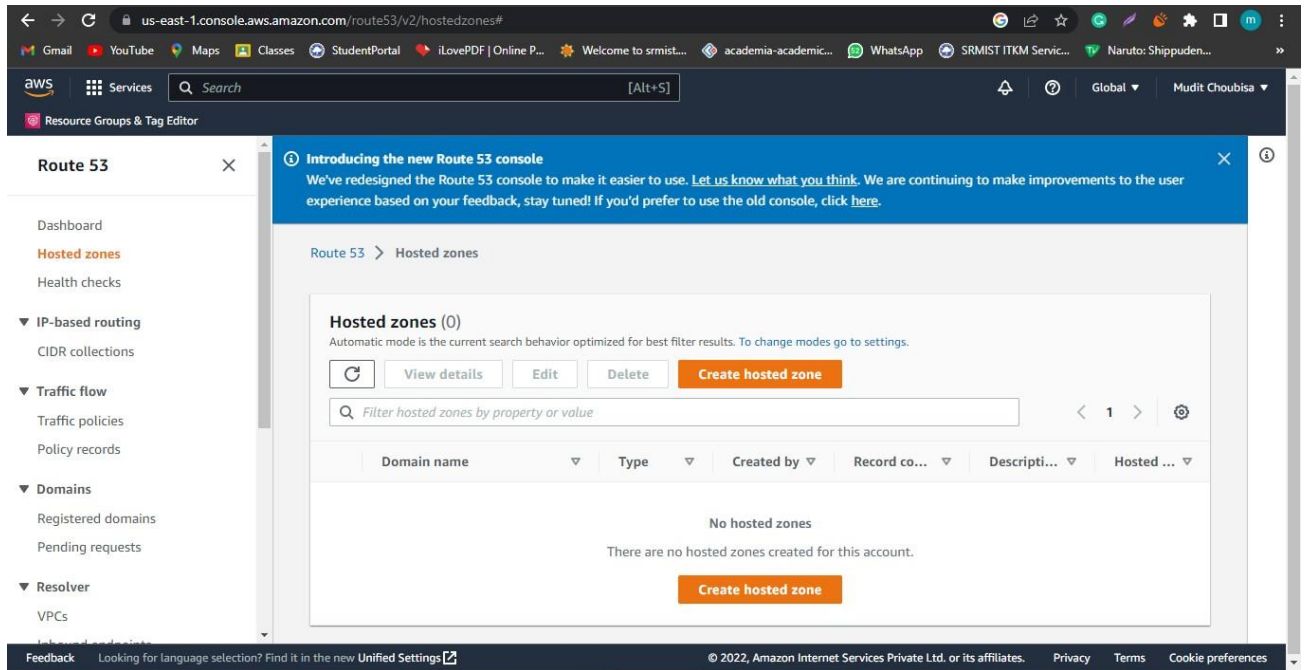 us-east-1.console.aws.amazon.com/route53/v2/hostedzones#
Gmail YouTube Maps Classes StudentPortal iLovePDF | Online P... Welcome to srmist.... academia-academic... WhatsApp SRMIST ITKM Servic... Naruto: Shippuden... »
aws Services Search [Alt+S] Global Mudit Choubisa
Resource Groups & Tag Editor
Route 53
Dashboard
Hosted zones
Health checks
IP-based routing
CIDR collections
Traffic flow
Traffic policies
Policy records
Domains
Registered domains
Pending requests
Resolver
VPCs
Introducing the new Route 53 console
We've redesigned the Route 53 console to make it easier to use. Let us know what you think. We are continuing to make improvements to the user
experience based on your feedback, stay tuned! If you'd prefer to use the old console, click here.
Route 53 > Hosted zones
Hosted zones (0)
Automatic mode is the current search behavior optimized for best filter results. To change modes go to settings.
View details Edit Delete Create hosted zone
Filter hosted zones by property or value < 1 >
Domain name Type Created by Record co... Descripti... Hosted ...
No hosted zones
There are no hosted zones created for this account.
Create hosted zone
Feedback Looking for language selection? Find it in the new Unified Settings © 2022, Amazon Internet Services Private Ltd. or its affiliates. Privacy Terms Cookie preferences